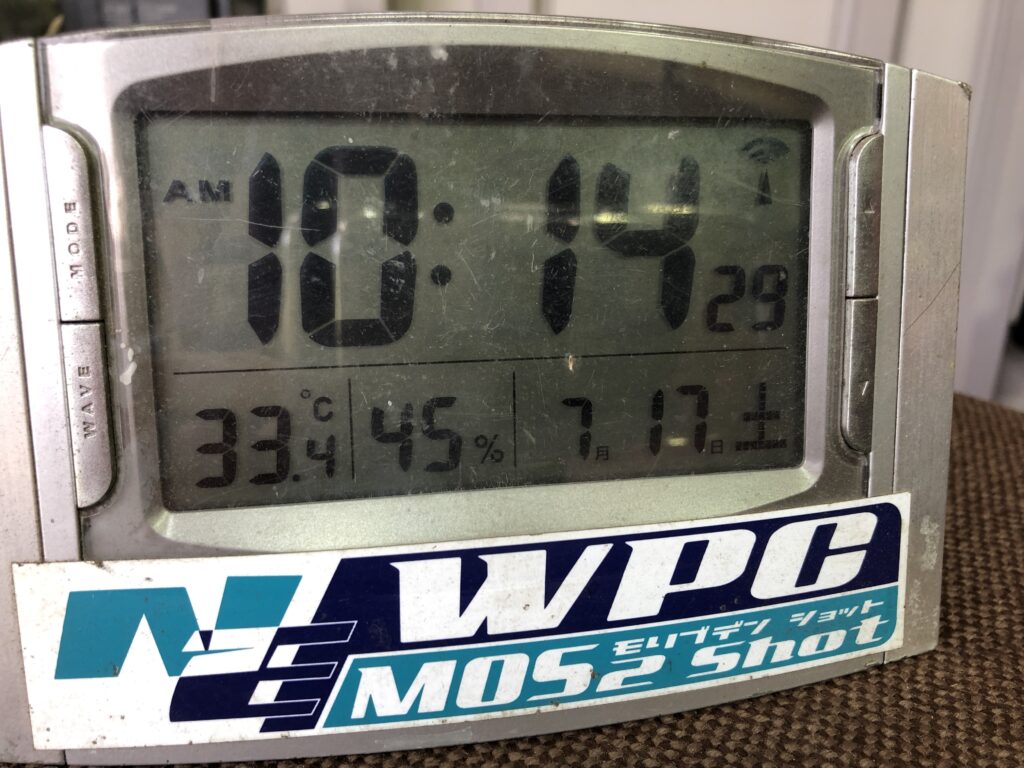 AM 10:14 29
MODE
WAVE
33.4 °C 45 % 7月 17日 土
WPC
NE
モリブデン ショット
MOS2 Shot